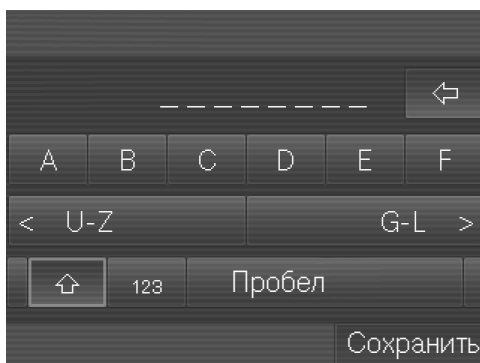 _ _ _ _ _ _ _ _
A B C D E F
< U-Z G-L >
123 Пробел
Сохранить